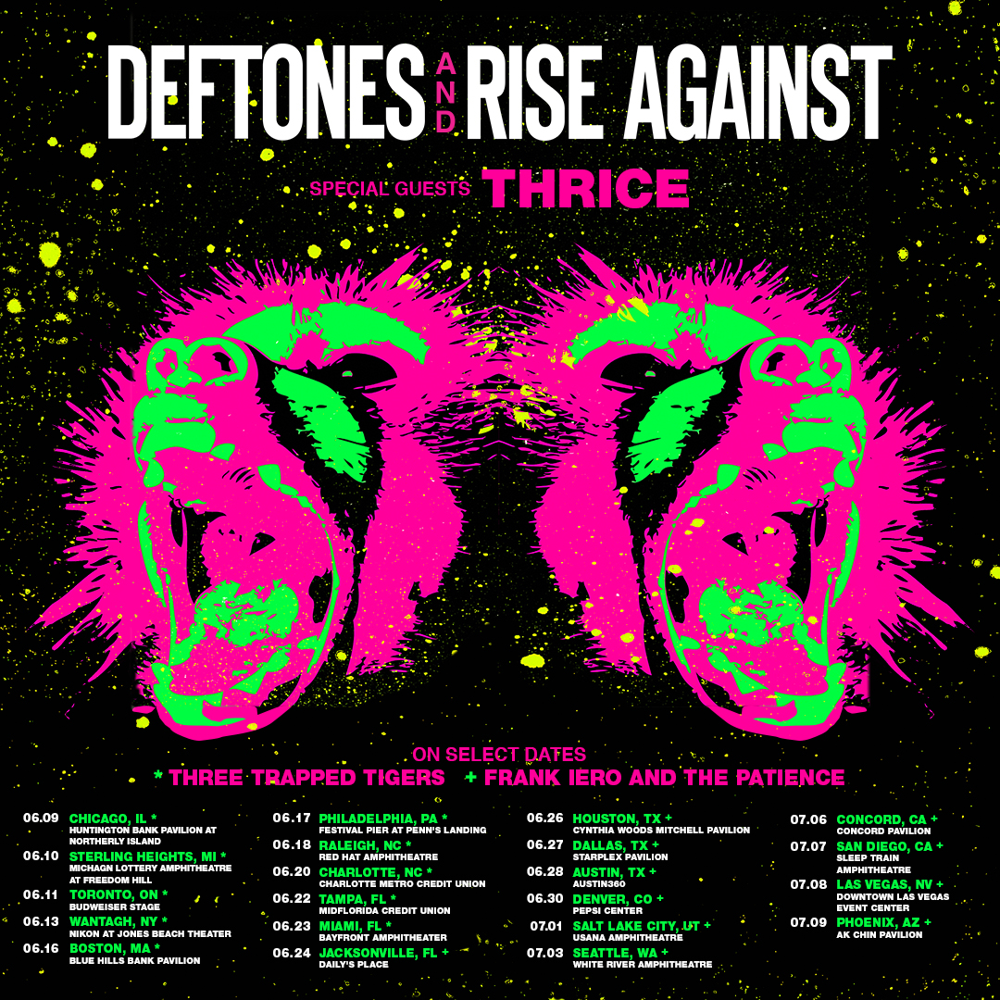 DEFTONES AND RISE AGAINST
SPECIAL GUESTS THRICE
ON SELECT DATES
* THREE TRAPPED TIGERS + FRANK IERO AND THE PATIENCE
06.09 CHICAGO, IL *
HUNTINGTON BANK PAVILION AT
NORTHERLY ISLAND
06.10 STERLING HEIGHTS, MI *
MICHAGN LOTTERY AMPHITHEATRE
AT FREEDOM HILL
06.11 TORONTO, ON *
BUDWEISER STAGE
06.13 WANTAGH, NY *
NIKON AT JONES BEACH THEATER
06.16 BOSTON, MA *
BLUE HILLS BANK PAVILION
06.17 PHILADELPHIA, PA *
FESTIVAL PIER AT PENN'S LANDING
06.18 RALEIGH, NC *
RED HAT AMPHITHEATRE
06.20 CHARLOTTE, NC *
CHARLOTTE METRO CREDIT UNION
06.22 TAMPA, FL *
MIDFLORIDA CREDIT UNION
06.23 MIAMI, FL *
BAYFRONT AMPHITHEATER
06.24 JACKSONVILLE, FL +
DAILY'S PLACE
06.26 HOUSTON, TX +
CYNTHIA WOODS MITCHELL PAVILION
06.27 DALLAS, TX +
STARPLEX PAVILION
06.28 AUSTIN, TX +
AUSTIN360
06.30 DENVER, CO +
PEPSI CENTER
07.01 SALT LAKE CITY, UT +
USANA AMPHITHEATRE
07.03 SEATTLE, WA +
WHITE RIVER AMPHITHEATRE
07.06 CONCORD, CA +
CONCORD PAVILION
07.07 SAN DIEGO, CA +
SLEEP TRAIN
AMPHITHEATRE
07.08 LAS VEGAS, NV +
DOWNTOWN LAS VEGAS
EVENT CENTER
07.09 PHOENIX, AZ +
AK CHIN PAVILION